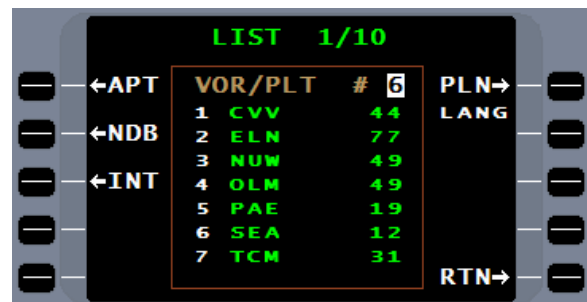 LIST 1/10
←APT VOR/PLT # 6 PLN→
1 CVV 44 LANG
←NDB 2 ELN 77
3 NUW 49
←INT 4 OLM 49
5 PAE 19
6 SEA 12
7 TCM 31
RTN→